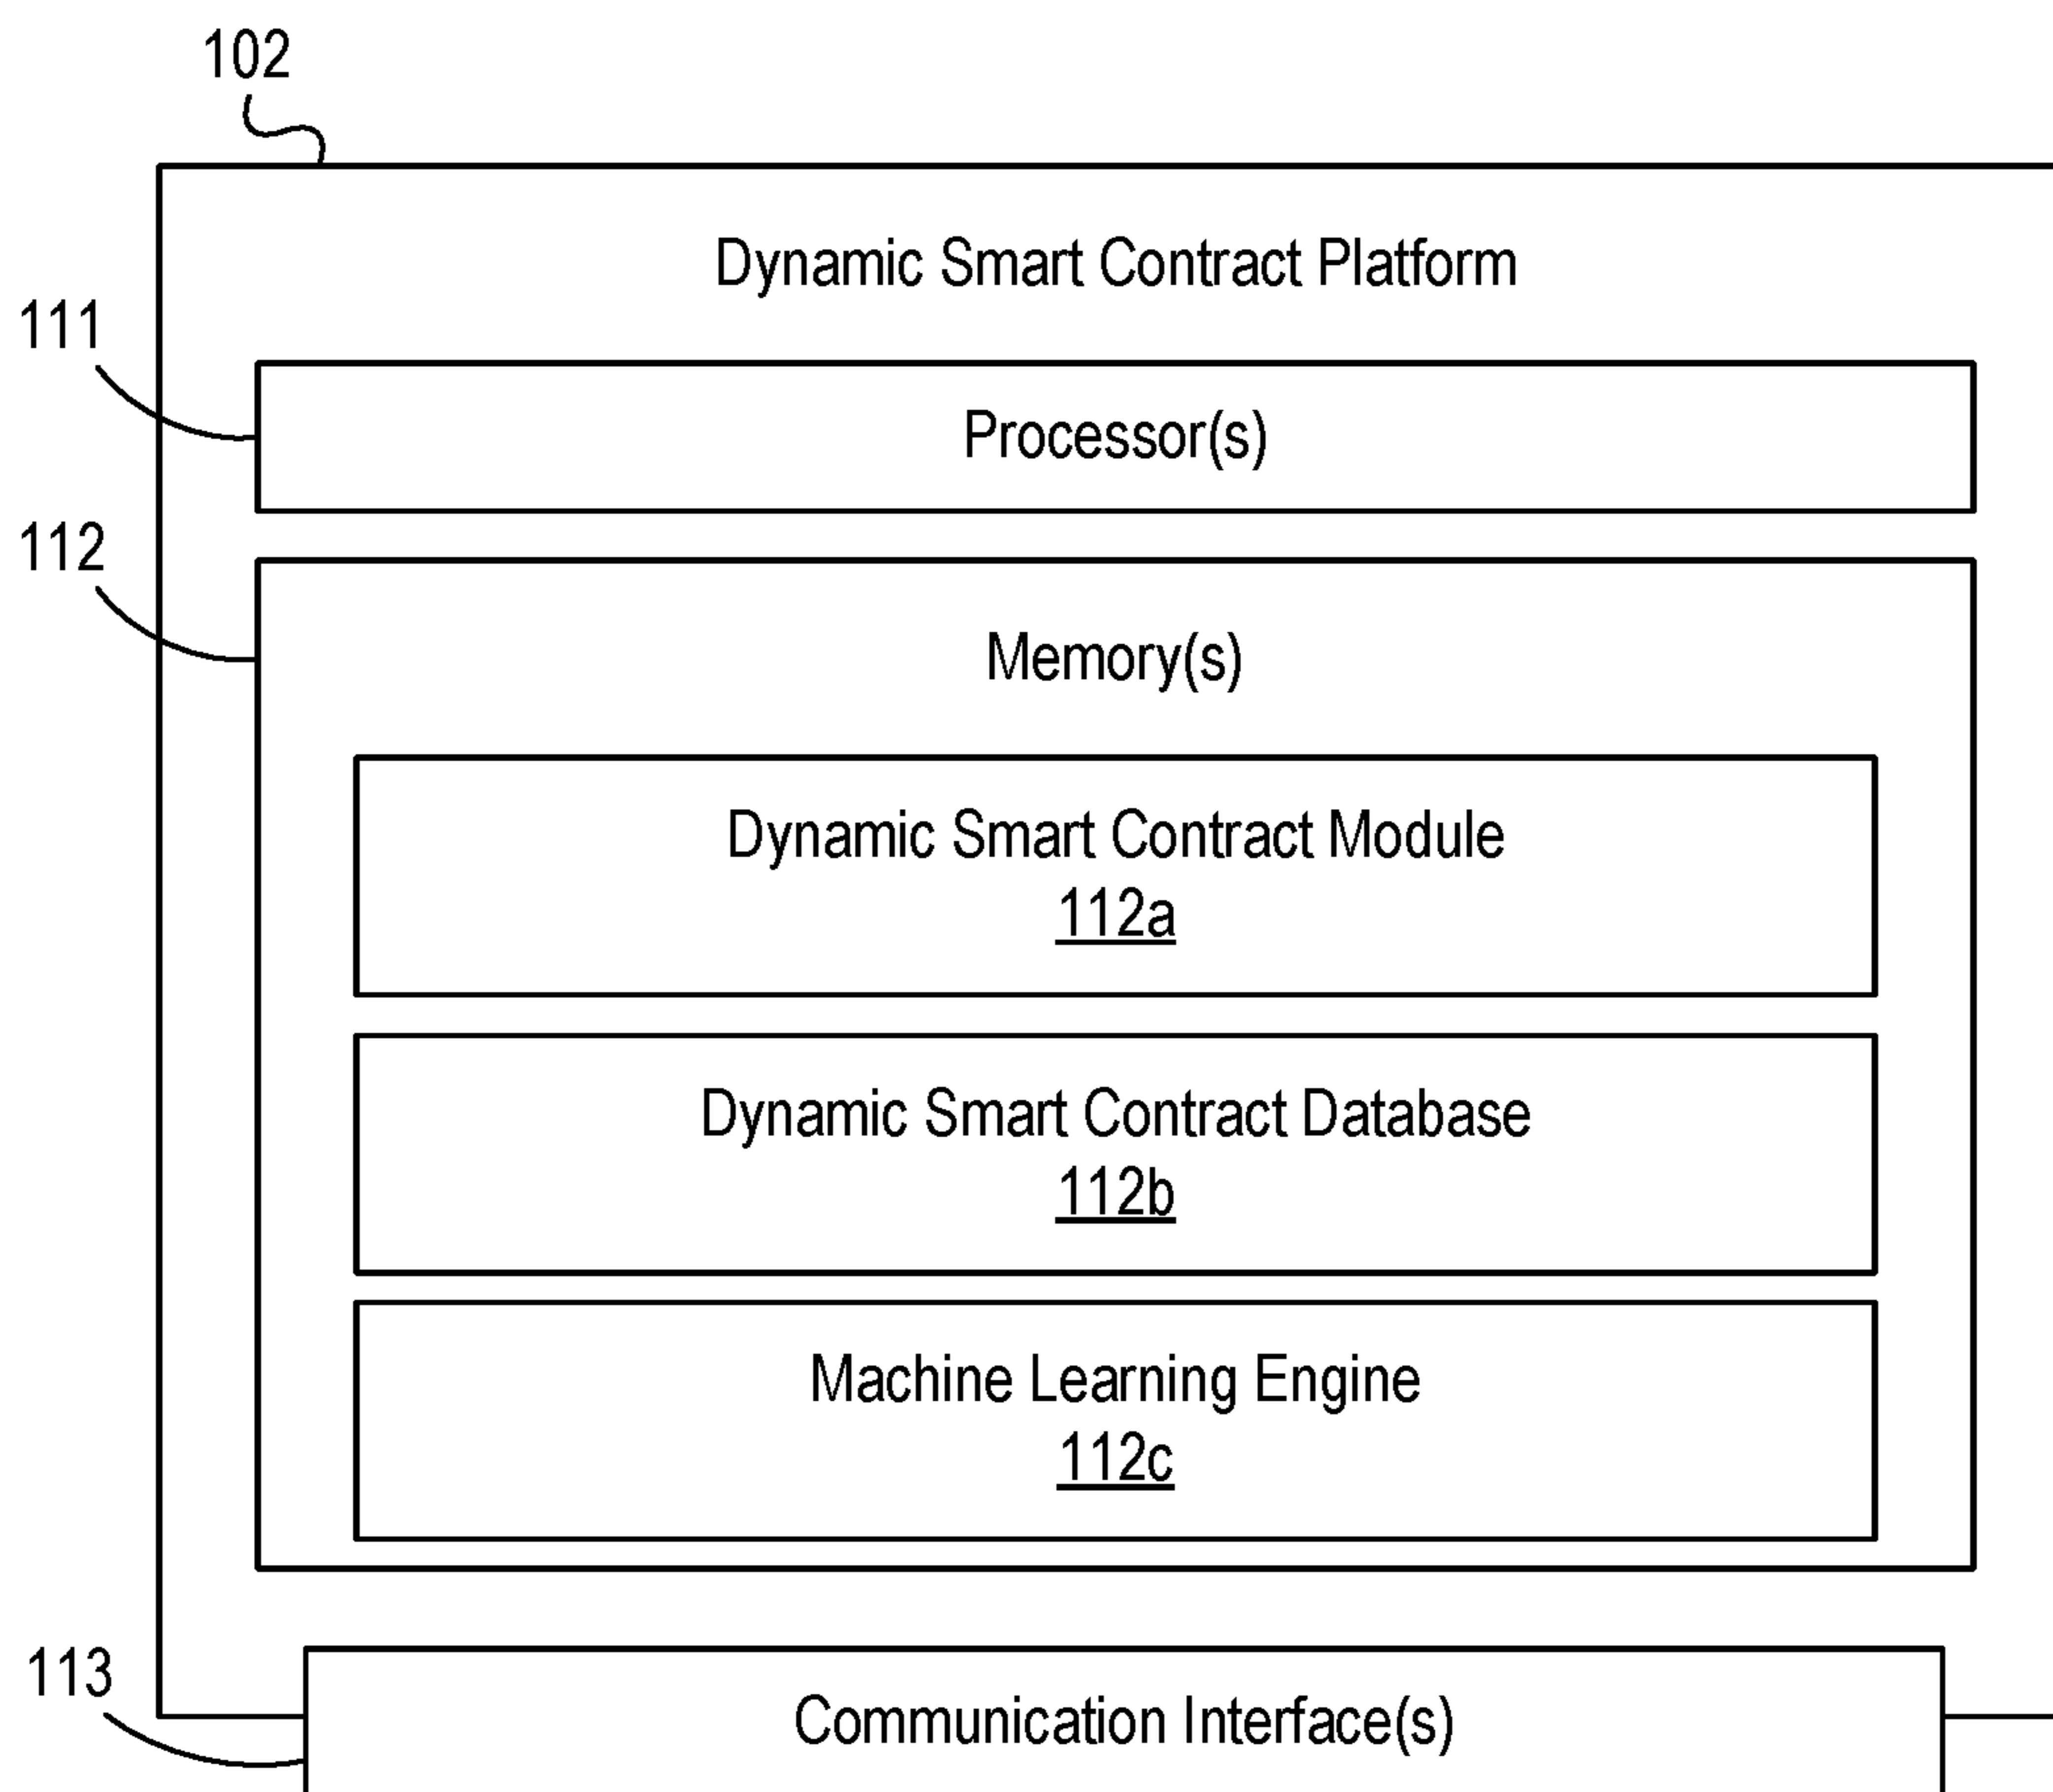 102
Dynamic Smart Contract Platform
111
Processor(s)
112
Memory(s)
Dynamic Smart Contract Module
112a
Dynamic Smart Contract Database
112b
Machine Learning Engine
112c
113
Communication Interface(s)